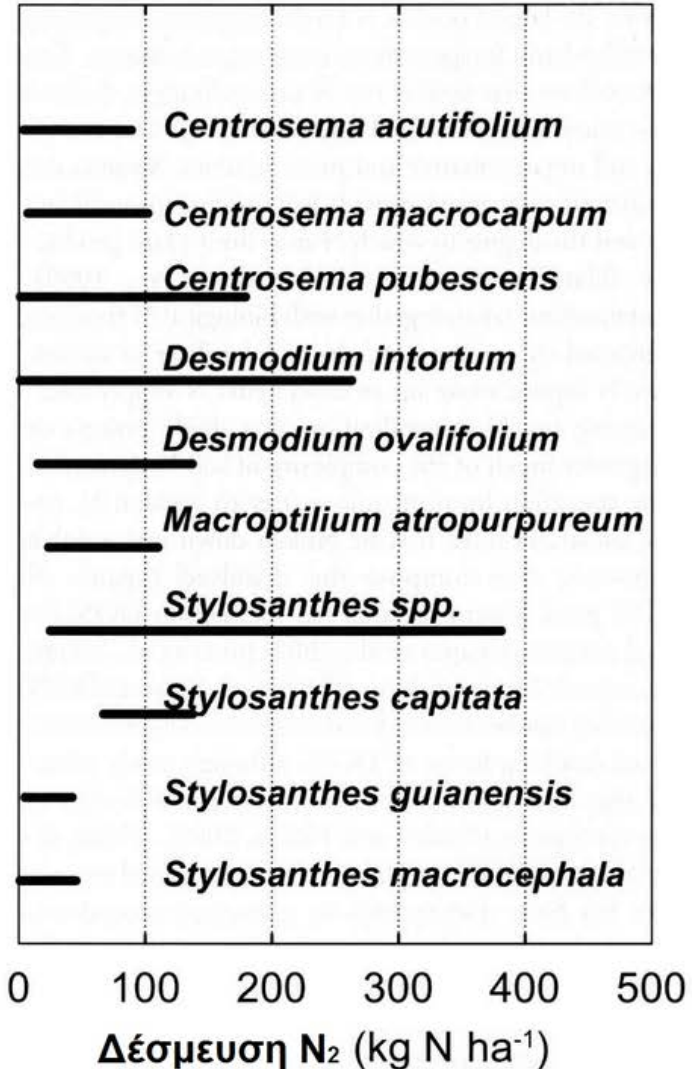 Centrosema acutifolium
Centrosema macrocarpum
Centrosema pubescens
Desmodium intortum
Desmodium ovalifolium
Macroptilium atropurpureum
Stylosanthes spp.
Stylosanthes capitata
Stylosanthes guianensis
Stylosanthes macrocephala
0 100 200 300 400 500
Δέσμευση N₂ (kg N ha⁻¹)